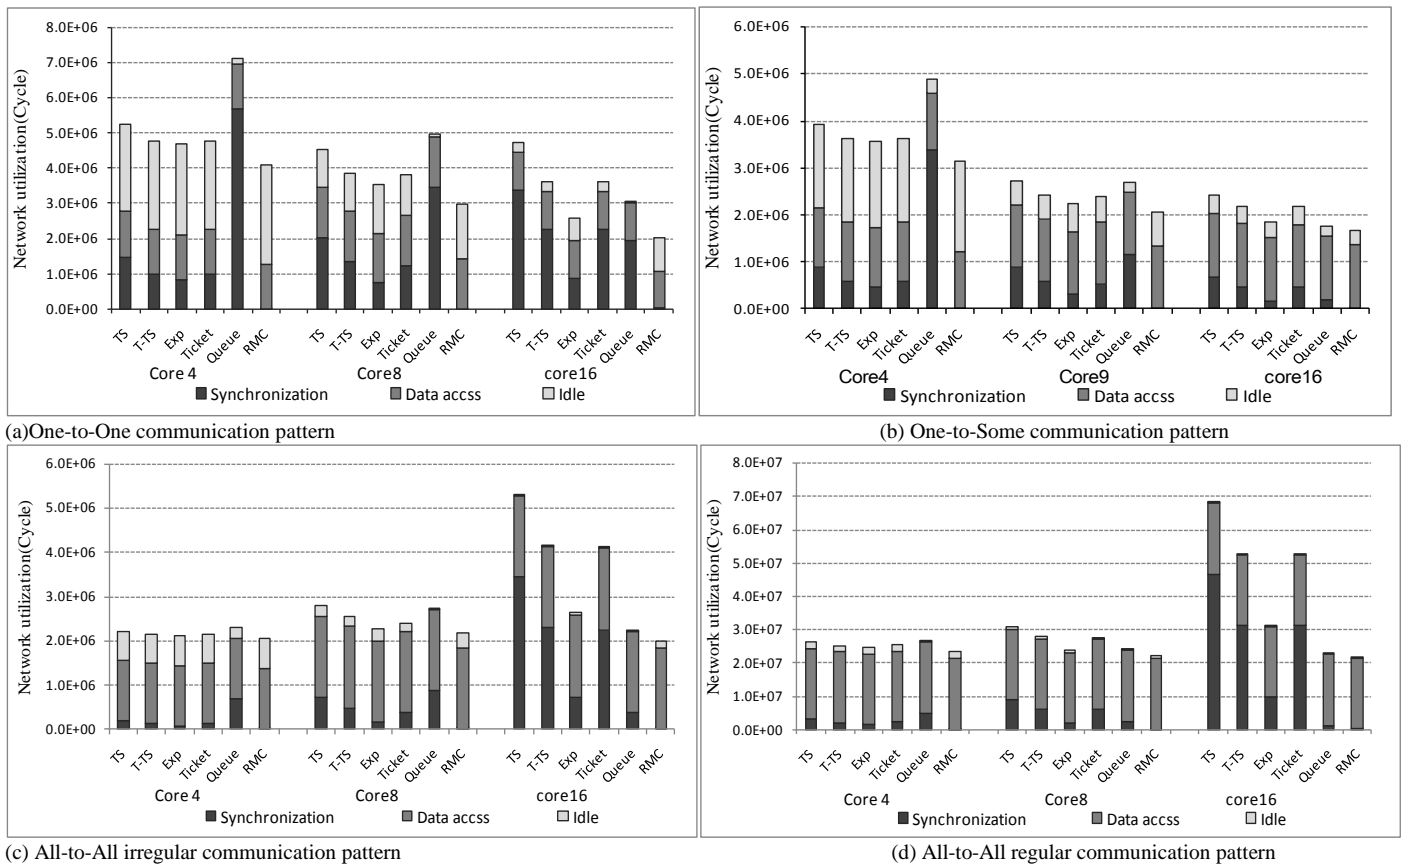 Network utilization(Cycle)
8.0E+06
7.0E+06
6.0E+06
5.0E+06
4.0E+06
3.0E+06
2.0E+06
1.0E+06
0.0E+00
TS T-TS Exp Ticket Queue RMC TS T-TS Exp Ticket Queue RMC TS T-TS Exp Ticket Queue RMC
Core 4 Core8 core16
Synchronization Data accss Idle
(a)One-to-One communication pattern
Network utilization(Cycle)
6.0E+06
5.0E+06
4.0E+06
3.0E+06
2.0E+06
1.0E+06
0.0E+00
TS T-TS Exp Ticket Queue RMC TS T-TS Exp Ticket Queue RMC TS T-TS Exp Ticket Queue RMC
Core4 Core9 core16
Synchronization Data accss Idle
(b) One-to-Some communication pattern
Network utilization(Cycle)
6.0E+06
5.0E+06
4.0E+06
3.0E+06
2.0E+06
1.0E+06
0.0E+00
TS T-TS Exp Ticket Queue RMC TS T-TS Exp Ticket Queue RMC TS T-TS Exp Ticket Queue RMC
Core 4 Core8 core16
Synchronization Data accss Idle
(c) All-to-All irregular communication pattern
Network utilization(Cycle)
8.0E+07
7.0E+07
6.0E+07
5.0E+07
4.0E+07
3.0E+07
2.0E+07
1.0E+07
0.0E+00
TS T-TS Exp Ticket Queue RMC TS T-TS Exp Ticket Queue RMC TS T-TS Exp Ticket Queue RMC
Core 4 Core8 core16
Synchronization Data accss Idle
(d) All-to-All regular communication pattern